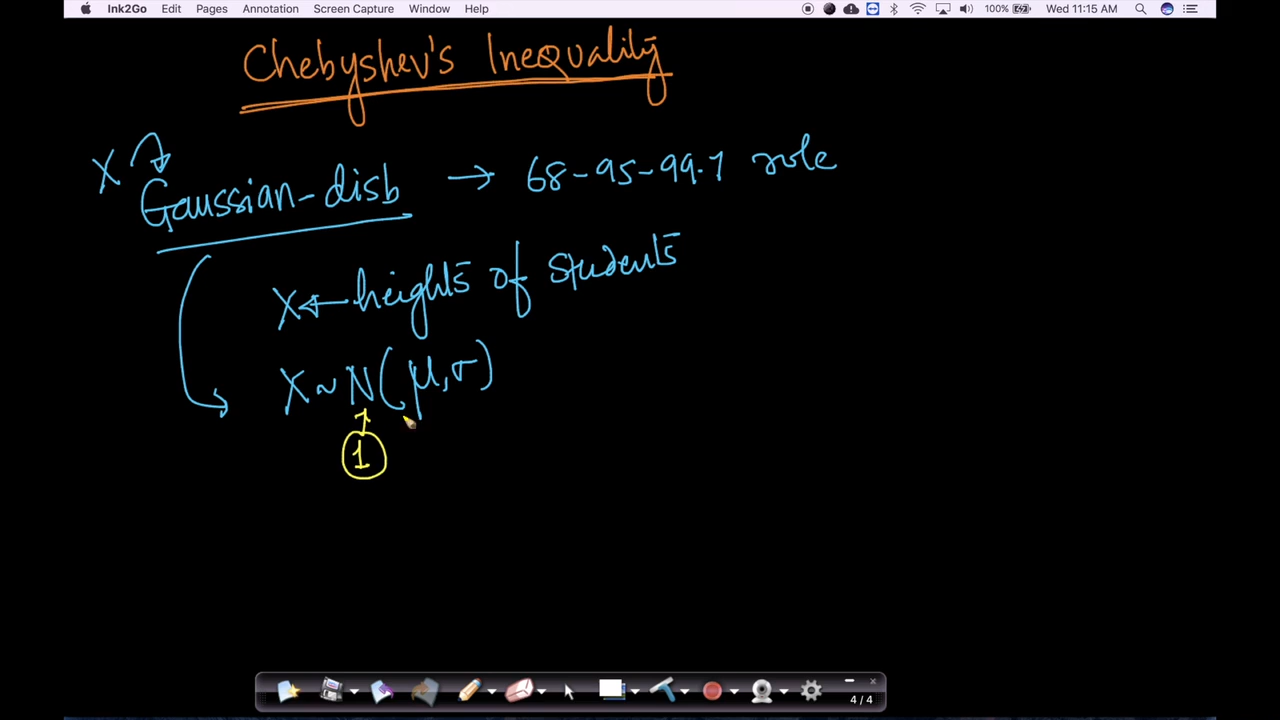 Ink2Go Edit Pages Annotation Screen Capture Window Help 100% Wed 11:15 AM
Chebyshev's Inequality
X
Gaussian-disb → 68-95-99.7 role
X ← heights of students
X ~ N(μ,σ)
1
4/4